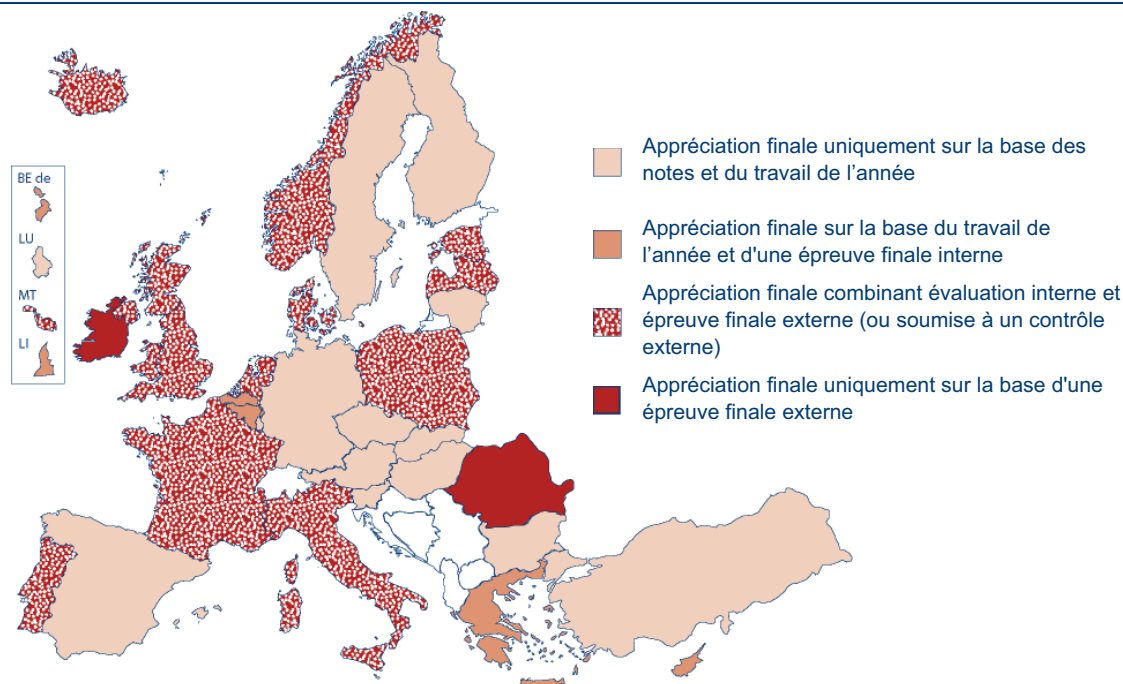 BE de
LU
MT
LI
Appréciation finale uniquement sur la base des
notes et du travail de l’année
Appréciation finale sur la base du travail de
l’année et d'une épreuve finale interne
Appréciation finale combinant évaluation interne et
épreuve finale externe (ou soumise à un contrôle
externe)
Appréciation finale uniquement sur la base d'une
épreuve finale externe